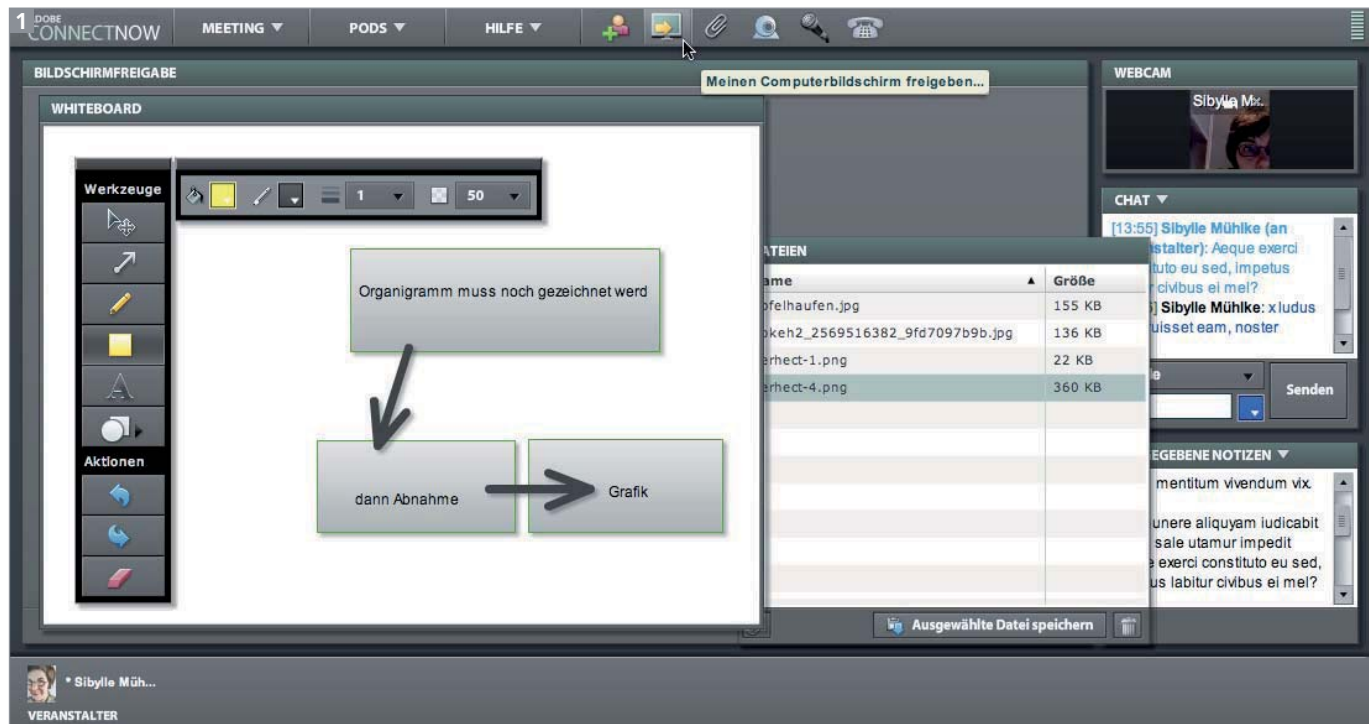 1
DOBE
CONNECTNOW
MEETING
PODS
HILFE
Meinen Computerbildschirm freigeben...
BILDSCHIRMFREIGABE
WHITEBOARD
Werkzeuge
1
50
Organigramm muss noch gezeichnet werd
dann Abnahme
Grafik
Aktionen
ATEIEN
ame
Größe
ofelhaufen.jpg
155 KB
okeh2_2569516382_9fd7097b9b.jpg
136 KB
erhect-1.png
22 KB
erhect-4.png
360 KB
Ausgewählte Datei speichern
WEBCAM
Sibylle M
CHAT
[13:55] Sibylle Mühlke (an
stalter): Aeque exerci
tuto eu sed, impetus
civibus ei mel?
] Sibylle Mühlke: x ludus
uisset eam, noster
Senden
EGEBENE NOTIZEN
mentitum vivendum vix.
unere aliquyam iudicabit
sale utamur impedit
exerci constituto eu sed,
us labitur civibus ei mel?
* Sibylle Müh...
VERANSTALTER